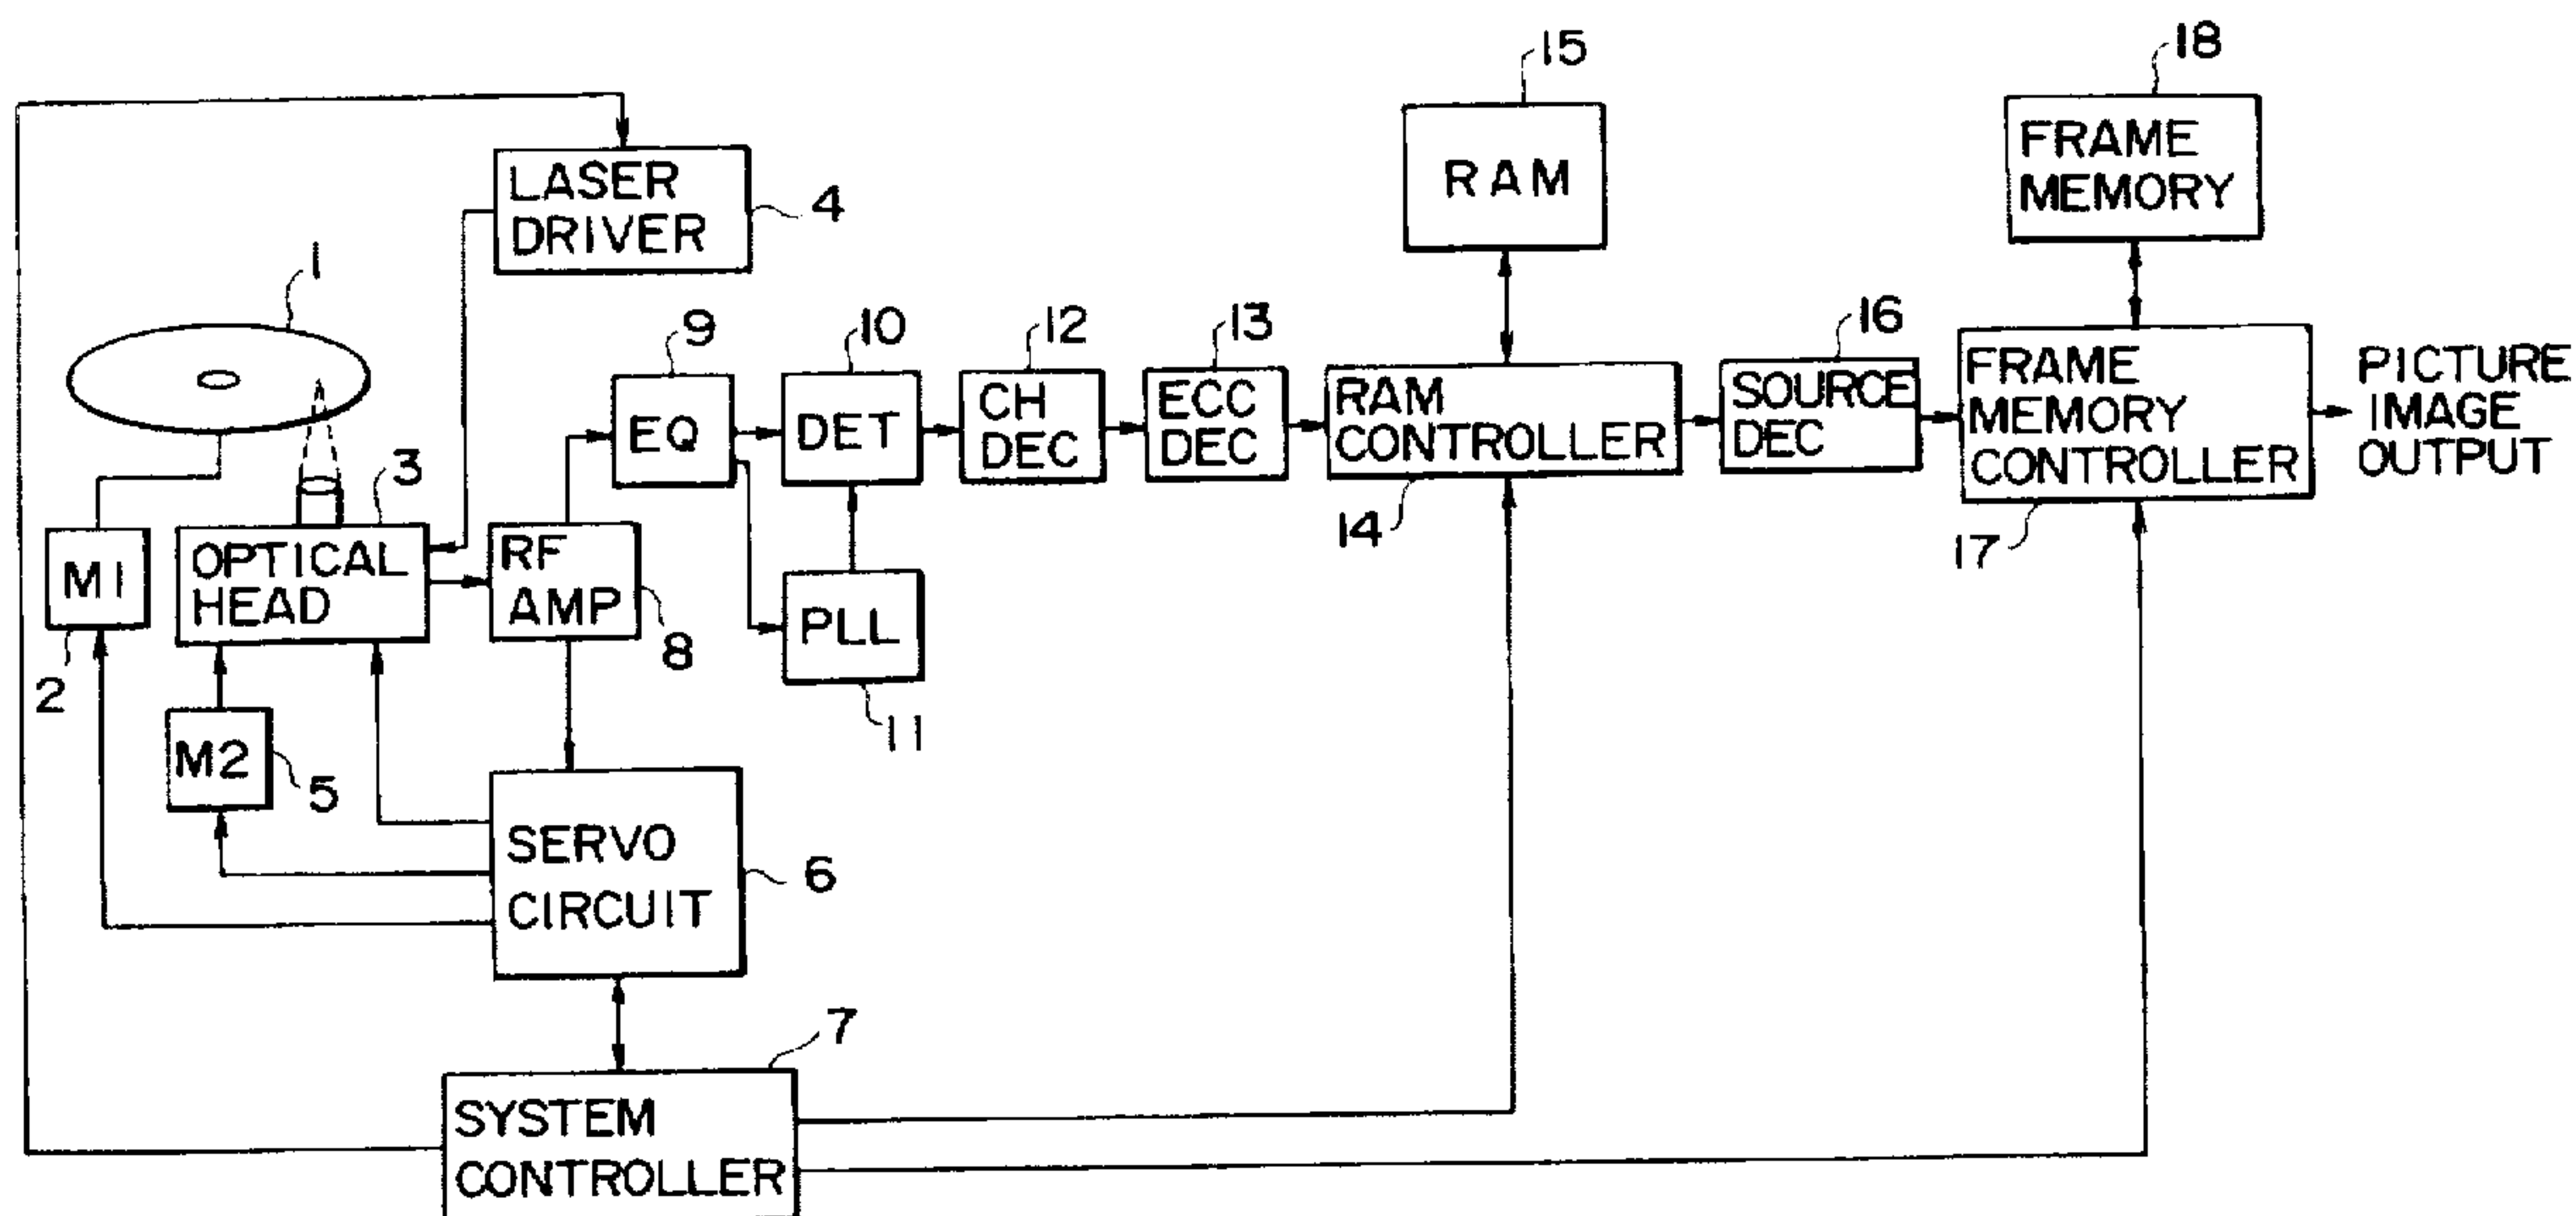 15
18
LASER
DRIVER
4
RAM
FRAME
MEMORY
1
9
10
12
13
16
EQ
DET
CH
DEC
ECC
DEC
RAM
CONTROLLER
SOURCE
DEC
FRAME
MEMORY
CONTROLLER
PICTURE
IMAGE
OUTPUT
3
14
17
M1
OPTICAL
HEAD
RF
AMP
8
PLL
2
11
M2
5
SERVO
CIRCUIT
6
7
SYSTEM
CONTROLLER